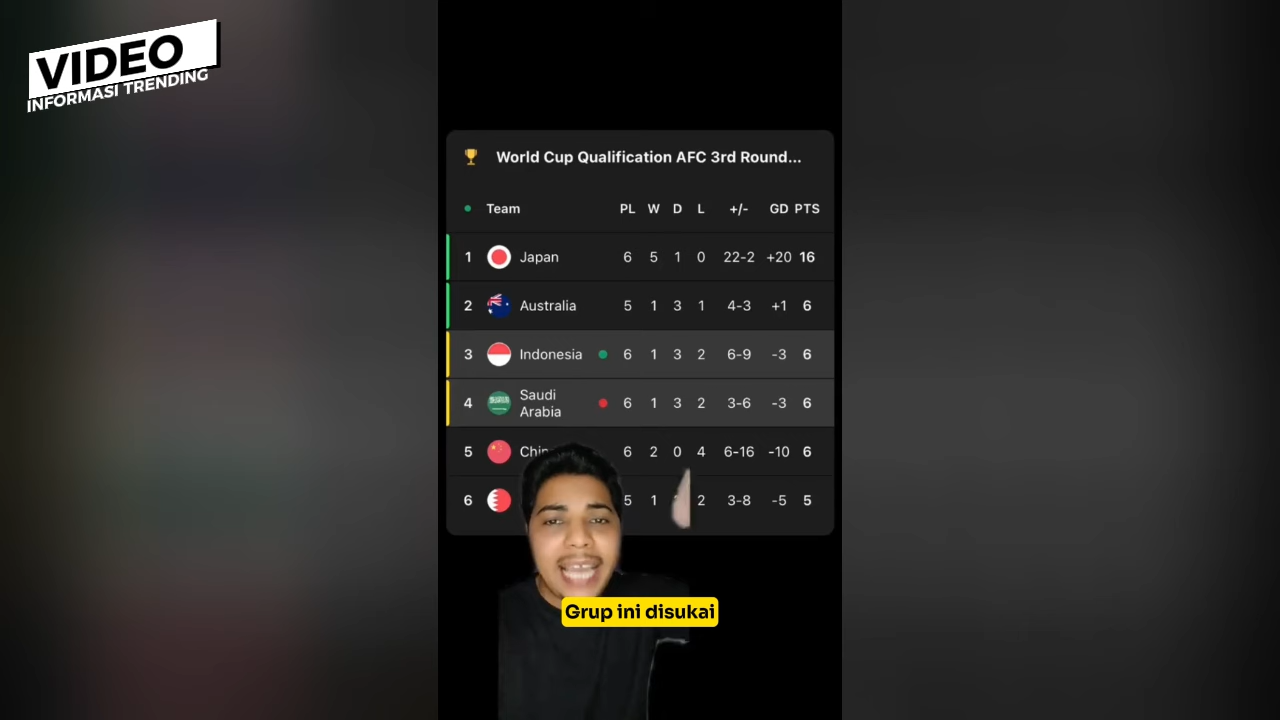 VIDEO
INFORMASI TRENDING
World Cup Qualification AFC 3rd Round...
Team PL W D L +/- GD PTS
1 Japan 6 5 1 0 22-2 +20 16
2 Australia 5 1 3 1 4-3 +1 6
3 Indonesia 6 1 3 2 6-9 -3 6
4 Saudi Arabia 6 1 3 2 3-6 -3 6
5 6 2 0 4 6-16 -10 6
6 5 1 2 3-8 -5 5
Grup ini disukai